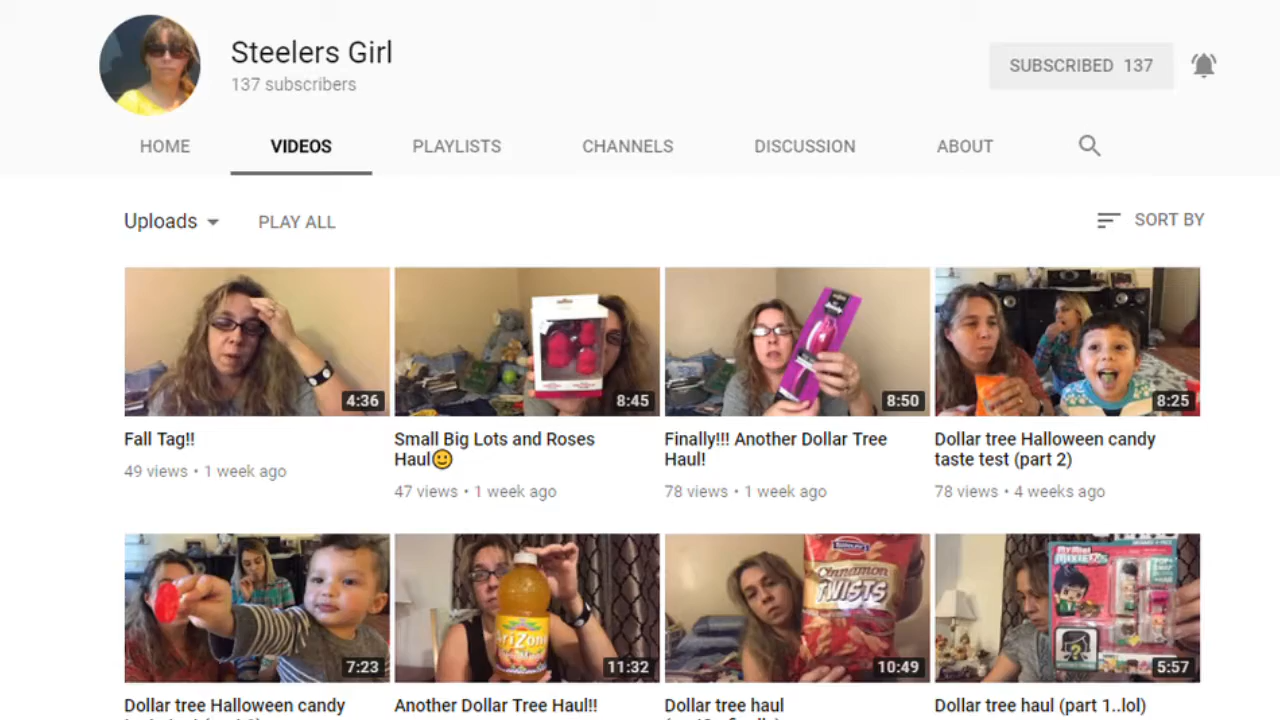 Steelers Girl
137 subscribers
SUBSCRIBED 137
HOME
VIDEOS
PLAYLISTS
CHANNELS
DISCUSSION
ABOUT
Uploads
PLAY ALL
SORT BY
4:36
8:45
8:50
8:25
Fall Tag!!
49 views • 1 week ago
Small Big Lots and Roses
Haul🙂
47 views • 1 week ago
Finally!!! Another Dollar Tree
Haul!
78 views • 1 week ago
Dollar tree Halloween candy
taste test (part 2)
78 views • 4 weeks ago
7:23
AriZona
11:32
Cinnamon
TWISTS
10:49
5:57
Dollar tree Halloween candy
Another Dollar Tree Haul!!
Dollar tree haul
Dollar tree haul (part 1..lol)